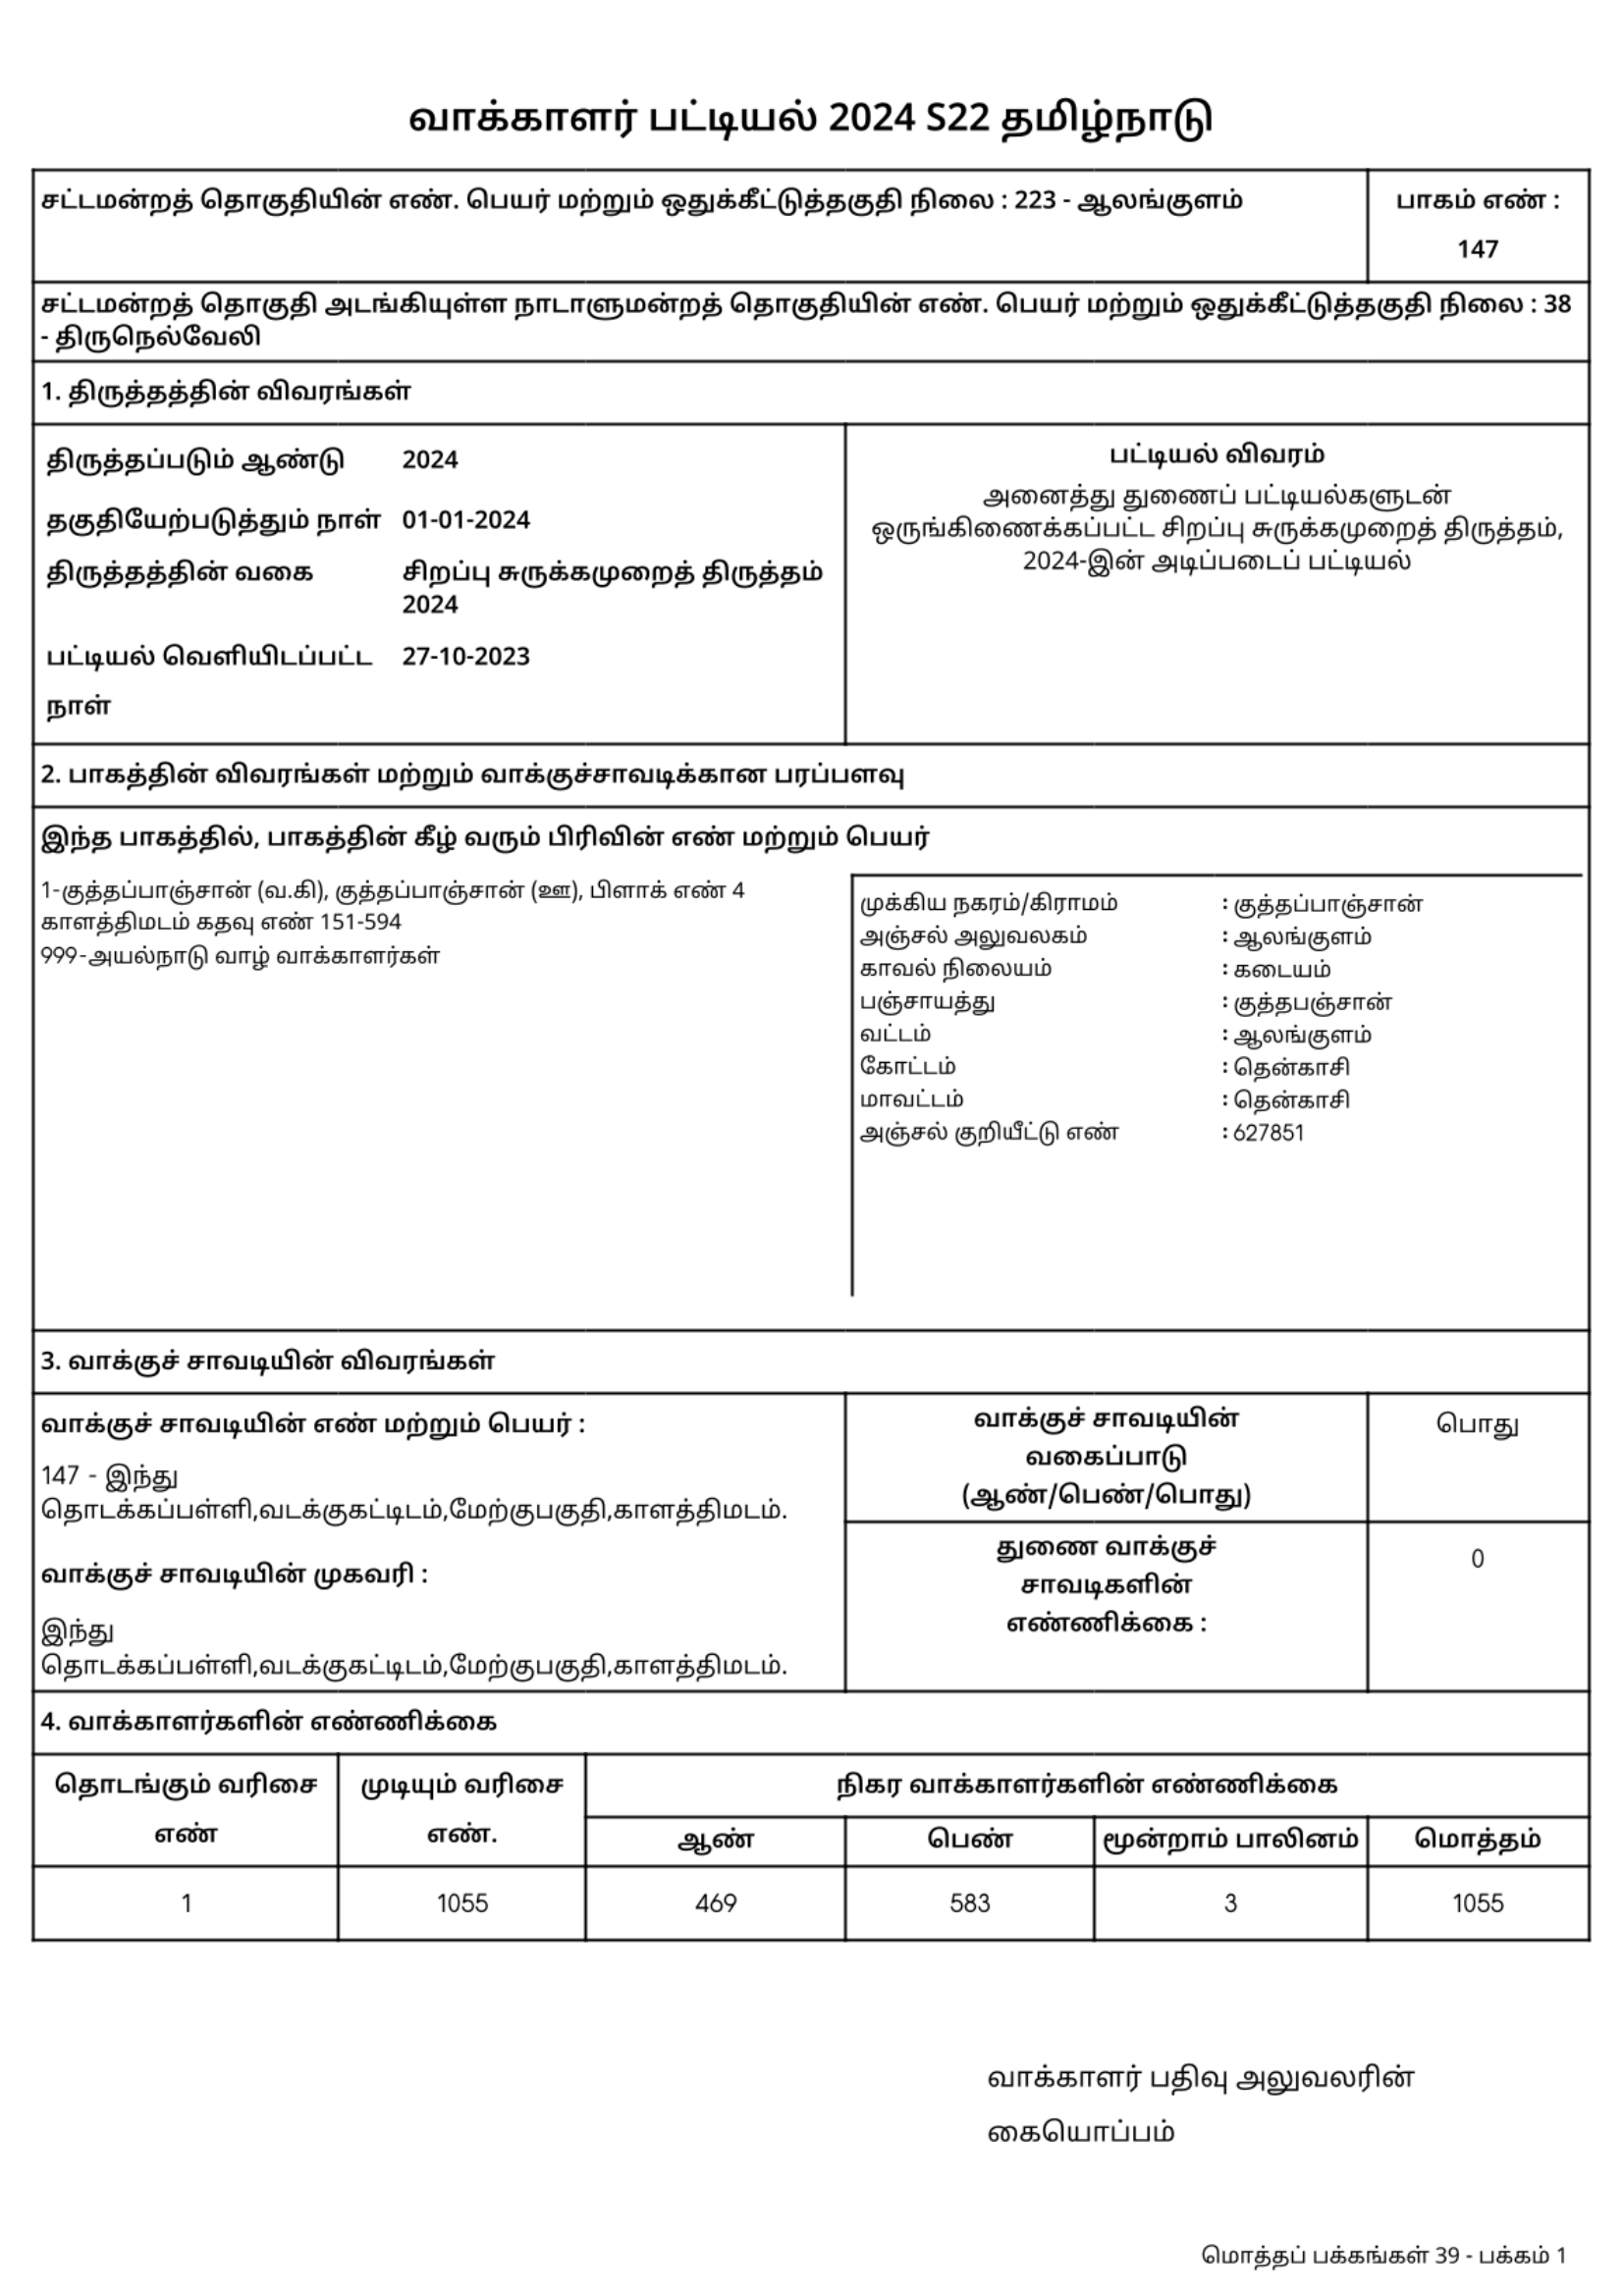 வாக்காளர் பட்டியல் 2024 S22 தமிழ்நாடு
சட்டமன்றத் தொகுதியின் எண். பெயர் மற்றும் ஒதுக்கீட்டுத்தகுதி நிலை : 223 - ஆலங்குளம்
பாகம் எண் :
147
சட்டமன்றத் தொகுதி அடங்கியுள்ள நாடாளுமன்றத் தொகுதியின் எண். பெயர் மற்றும் ஒதுக்கீட்டுத்தகுதி நிலை : 38
- திருநெல்வேலி
1. திருத்தத்தின் விவரங்கள்
திருத்தப்படும் ஆண்டு 2024
தகுதியேற்படுத்தும் நாள் 01-01-2024
திருத்தத்தின் வகை சிறப்பு சுருக்கமுறைத் திருத்தம்
2024
பட்டியல் வெளியிடப்பட்ட 27-10-2023
நாள்
பட்டியல் விவரம்
அனைத்து துணைப் பட்டியல்களுடன்
ஒருங்கிணைக்கப்பட்ட சிறப்பு சுருக்கமுறைத் திருத்தம்,
2024-இன் அடிப்படைப் பட்டியல்
2. பாகத்தின் விவரங்கள் மற்றும் வாக்குச்சாவடிக்கான பரப்பளவு
இந்த பாகத்தில், பாகத்தின் கீழ் வரும் பிரிவின் எண் மற்றும் பெயர்
1-குத்தப்பாஞ்சான் (வ.கி), குத்தப்பாஞ்சான் (ஊ), பிளாக் எண் 4
காளத்திமடம் கதவு எண் 151-594
999-அயல்நாடு வாழ் வாக்காளர்கள்
முக்கிய நகரம்/கிராமம் : குத்தப்பாஞ்சான்
அஞ்சல் அலுவலகம் : ஆலங்குளம்
காவல் நிலையம் : கடையம்
பஞ்சாயத்து : குத்தபஞ்சான்
வட்டம் : ஆலங்குளம்
கோட்டம் : தென்காசி
மாவட்டம் : தென்காசி
அஞ்சல் குறியீட்டு எண் : 627851
3. வாக்குச் சாவடியின் விவரங்கள்
வாக்குச் சாவடியின் எண் மற்றும் பெயர் :
147 - இந்து
தொடக்கப்பள்ளி,வடக்குகட்டிடம்,மேற்குபகுதி,காளத்திமடம்.
வாக்குச் சாவடியின் முகவரி :
இந்து
தொடக்கப்பள்ளி,வடக்குகட்டிடம்,மேற்குபகுதி,காளத்திமடம்.
வாக்குச் சாவடியின்
வகைப்பாடு
(ஆண்/பெண்/பொது)
பொது
துணை வாக்குச்
சாவடிகளின்
எண்ணிக்கை :
0
4. வாக்காளர்களின் எண்ணிக்கை
தொடங்கும் வரிசை
எண்
முடியும் வரிசை
எண்.
நிகர வாக்காளர்களின் எண்ணிக்கை
ஆண் பெண் மூன்றாம் பாலினம் மொத்தம்
1 1055 469 583 3 1055
வாக்காளர் பதிவு அலுவலரின்
கையொப்பம்
மொத்தப் பக்கங்கள் 39 - பக்கம் 1